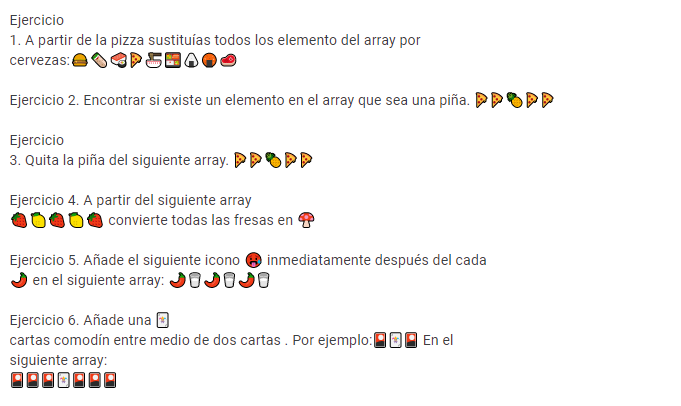 Ejercicio
1. A partir de la pizza sustituías todos los elemento del array por
cervezas:🍔🌯🍣🍕🍜🍱🍙🍘🥩
Ejercicio 2. Encontrar si existe un elemento en el array que sea una piña. 🍕🍕🍍🍕🍕
Ejercicio
3. Quita la piña del siguiente array. 🍕🍕🍍🍕🍕
Ejercicio 4. A partir del siguiente array
🍓🍋🍓🍋🍓 convierte todas las fresas en 🍄
Ejercicio 5. Añade el siguiente icono 🥵 inmediatamente después del cada
🌶 en el siguiente array: 🌶🥛🌶🥛🌶🥛
Ejercicio 6. Añade una 🃏
cartas comodín entre medio de dos cartas . Por ejemplo:🎴🃏🎴 En el
siguiente array:
🎴🎴🎴🃏🎴🎴🎴